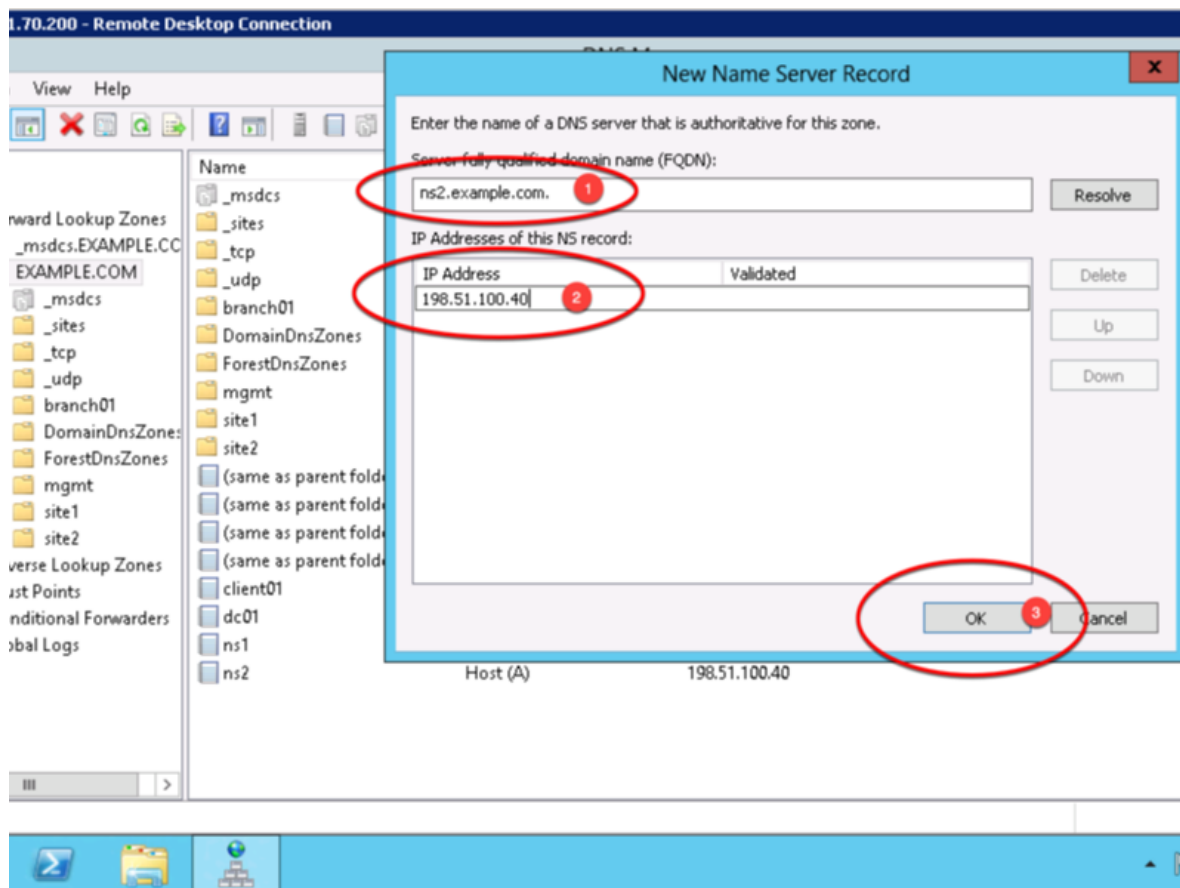 1.70.200 - Remote Desktop Connection
View Help
New Name Server Record
x
Enter the name of a DNS server that is authoritative for this zone.
Server fully qualified domain name (FQDN):
ns2.example.com.
1
Resolve
IP Addresses of this NS record:
IP Address Validated
198.51.100.40
2
Delete
Up
Down
OK
3
Cancel
rward Lookup Zones
_msdcs.EXAMPLE.CC
EXAMPLE.COM
_msdcs
_sites
_tcp
_udp
branch01
DomainDnsZones
ForestDnsZones
mgmt
site1
site2
verse Lookup Zones
ust Points
nditional Forwarders
obal Logs
Name
_msdcs
_sites
_tcp
_udp
branch01
DomainDnsZones
ForestDnsZones
mgmt
site1
site2
(same as parent folde
(same as parent folde
(same as parent folde
(same as parent folde
client01
dc01
ns1
ns2 Host (A) 198.51.100.40